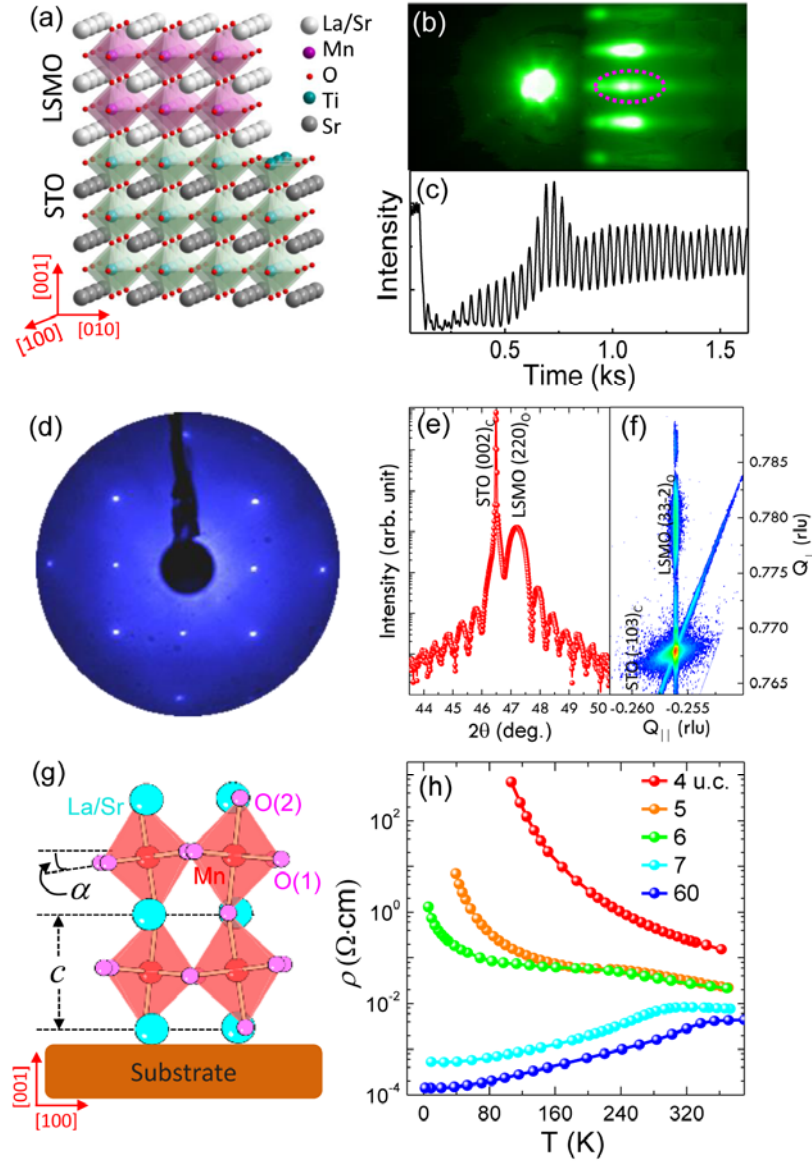 (a)
La/Sr
Mn
O
Ti
Sr
LSMO
STO
[001]
[100]
[010]
(b)
(c)
Intensity
0.5
1.0
1.5
Time (ks)
(d)
(e)
Intensity (arb. unit)
STO (002)C
LSMO (220)O
44 45 46 47 48 49 50
2θ (deg.)
(f)
STO (-103)C
LSMO (33-2)O
0.785
0.780
0.775
0.770
0.764
Q⊥ (rlu)
-0.260
-0.255
Q|| (rlu)
(g)
La/Sr
O(2)
Mn
O(1)
α
c
Substrate
[001]
[100]
(h)
4 u.c.
5
6
7
60
ρ (Ω·cm)
10²
10⁰
10⁻²
10⁻⁴
0 80 160 240 320
T (K)